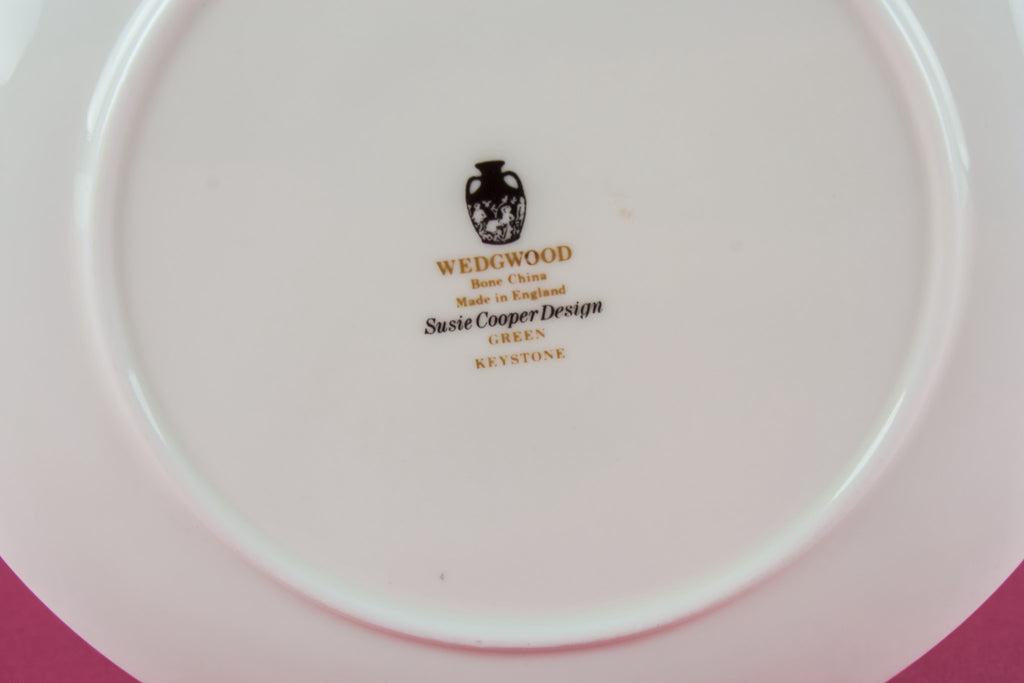 WEDGWOOD
Bone China
Made in England
Susie Cooper Design
GREEN
KEYSTONE